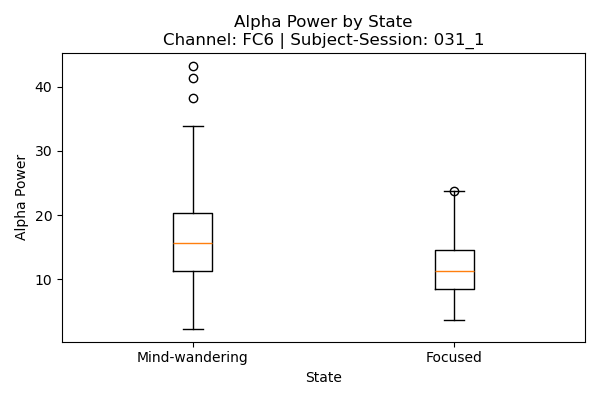 Alpha Power by State
Channel: FC6 | Subject-Session: 031_1
Alpha Power
40
30
20
10
Mind-wandering
Focused
State